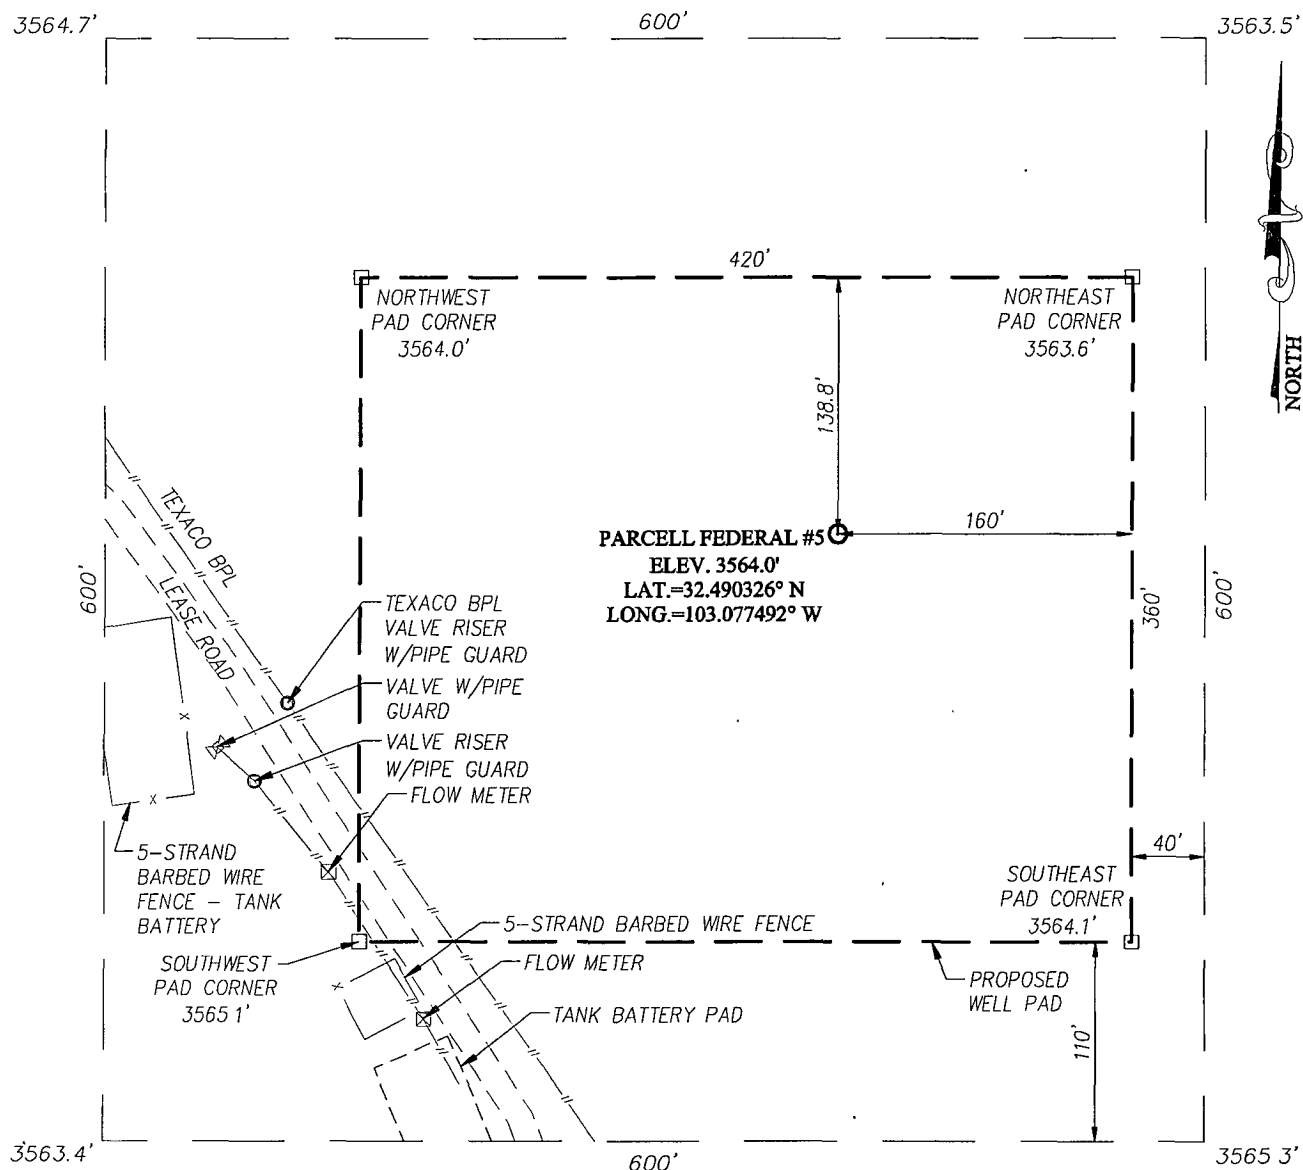 3564.7'
600'
3563.5'
NORTH
420'
NORTHWEST
PAD CORNER
3564.0'
NORTHEAST
PAD CORNER
3563.6'
138.8'
160'
PARCELL FEDERAL #5
ELEV. 3564.0'
LAT.=32.490326° N
LONG.=103.077492° W
600'
TEXACO BPL
LEASE ROAD
360'
600'
TEXACO BPL
VALVE RISER
W/PIPE GUARD
VALVE W/PIPE
GUARD
VALVE RISER
W/PIPE GUARD
FLOW METER
5-STRAND
BARBED WIRE
FENCE - TANK
BATTERY
40'
SOUTHEAST
PAD CORNER
3564.1'
5-STRAND BARBED WIRE FENCE
SOUTHWEST
PAD CORNER
3565 1'
FLOW METER
TANK BATTERY PAD
PROPOSED
WELL PAD
110'
3563.4'
600'
3565 3'